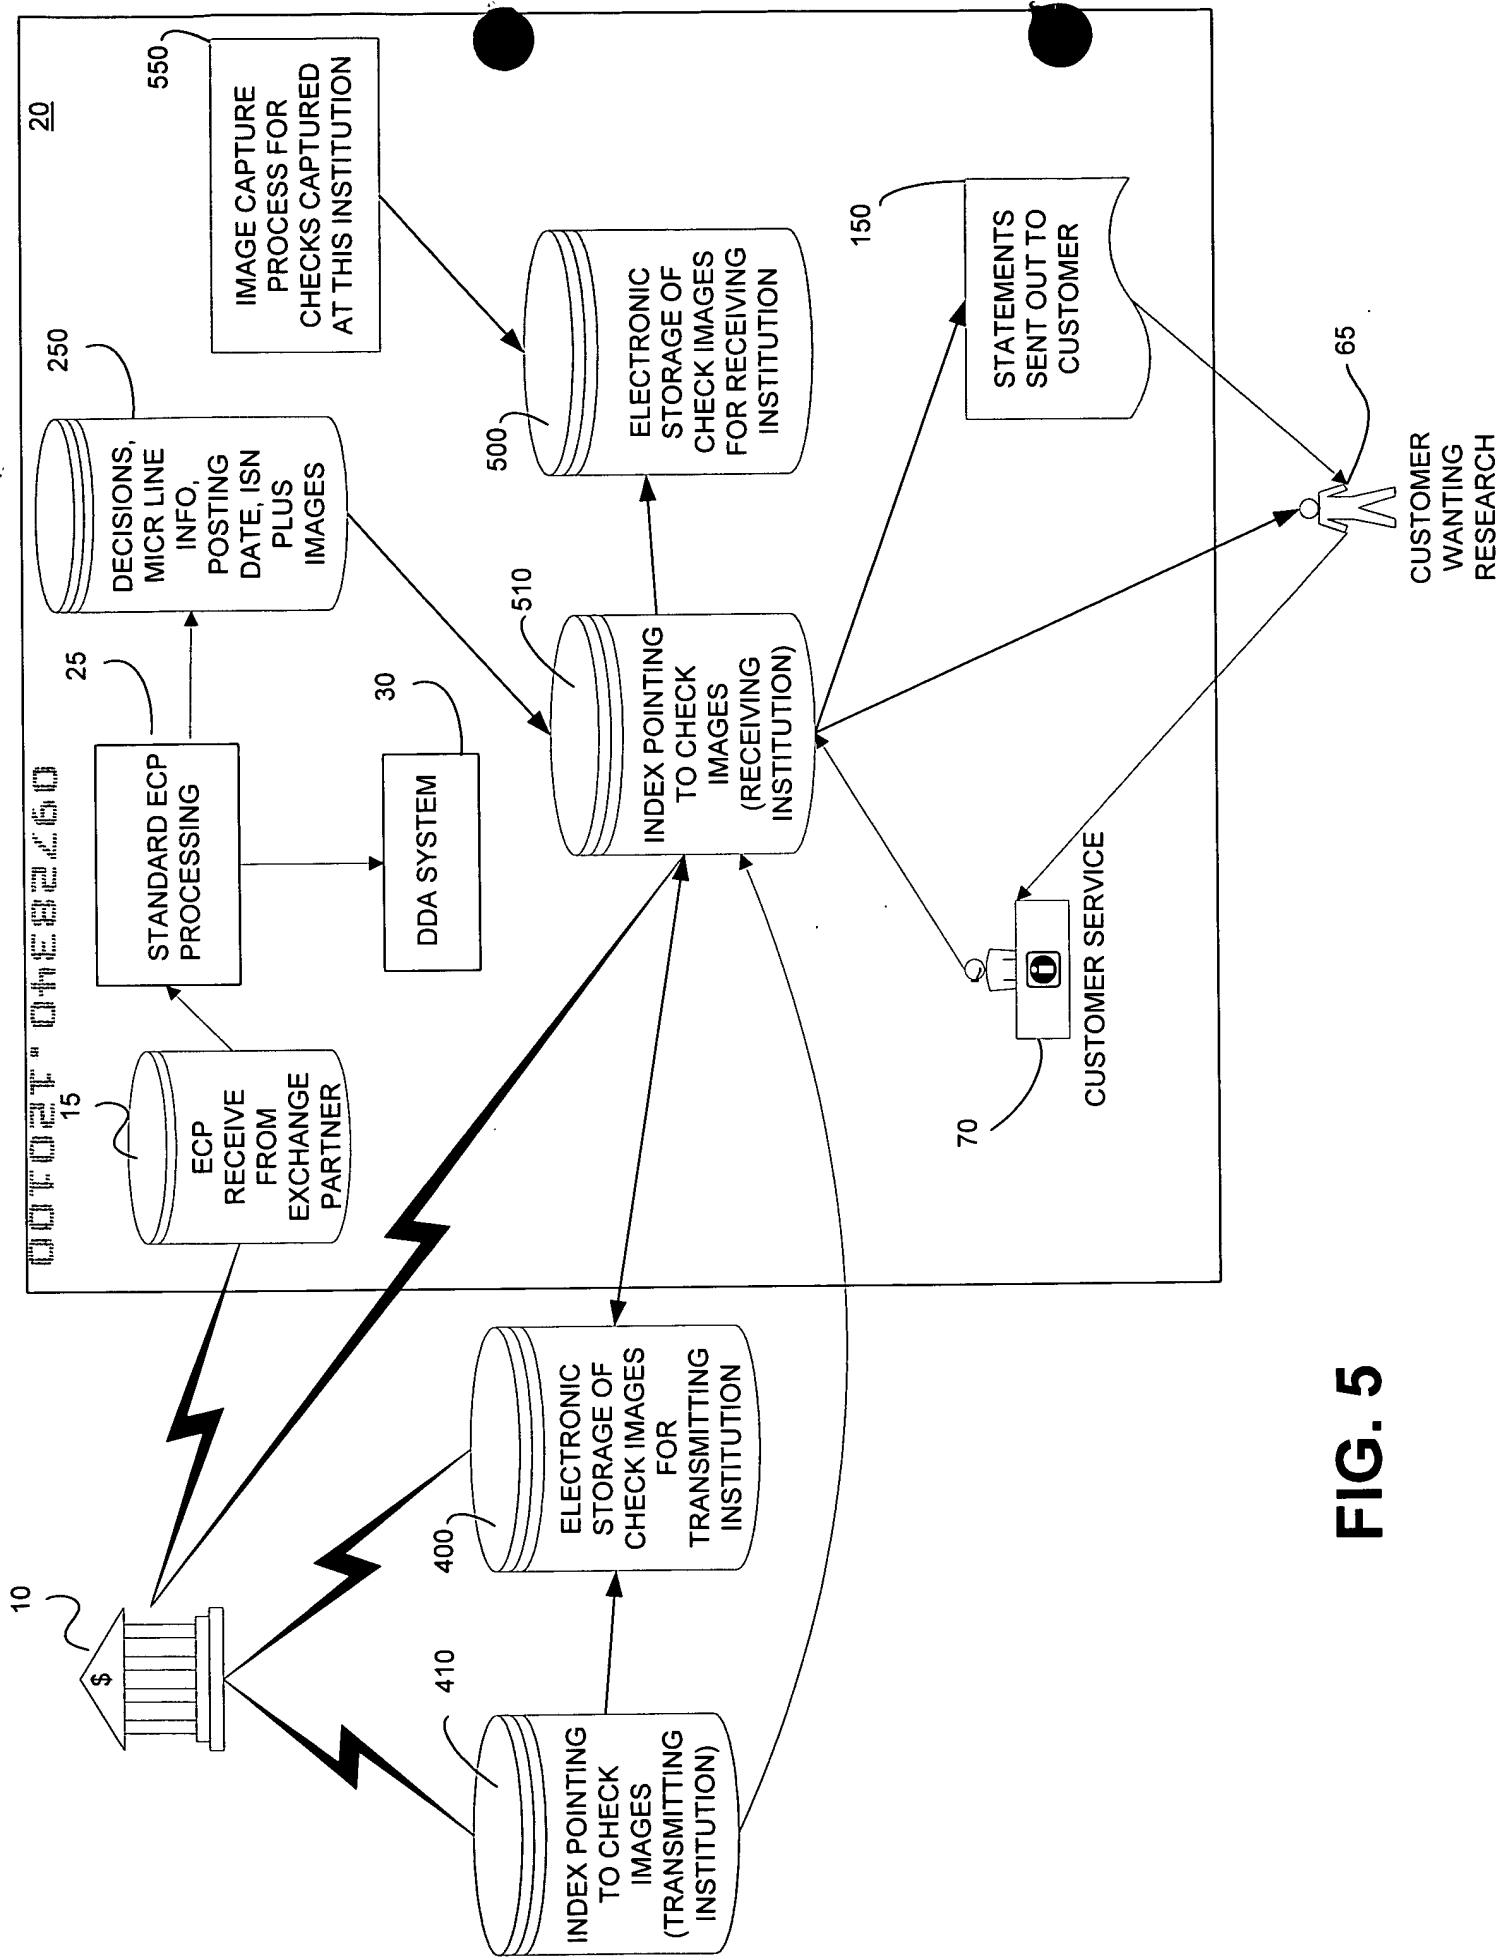 09728340.120100
20
10
15
25
250
550
$
STANDARD ECP
PROCESSING
DECISIONS,
MICR LINE
INFO,
POSTING
DATE, ISN
PLUS
IMAGES
ECP
RECEIVE
FROM
EXCHANGE
PARTNER
IMAGE CAPTURE
PROCESS FOR
CHECKS CAPTURED
AT THIS INSTITUTION
30
DDA SYSTEM
410
400
510
500
INDEX POINTING
TO CHECK
IMAGES
(TRANSMITTING
INSTITUTION)
ELECTRONIC
STORAGE OF
CHECK IMAGES
FOR
TRANSMITTING
INSTITUTION
INDEX POINTING
TO CHECK
IMAGES
(RECEIVING
INSTITUTION)
ELECTRONIC
STORAGE OF
CHECK IMAGES
FOR RECEIVING
INSTITUTION
150
STATEMENTS
SENT OUT TO
CUSTOMER
70
CUSTOMER SERVICE
65
CUSTOMER
WANTING
RESEARCH
FIG. 5